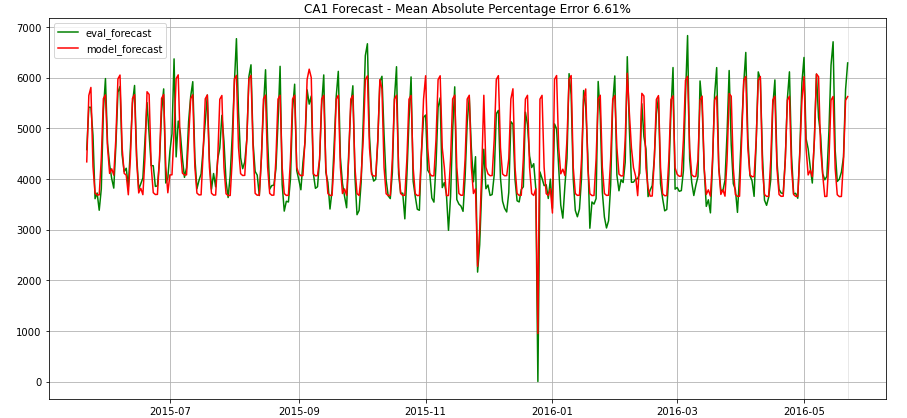 CA1 Forecast - Mean Absolute Percentage Error 6.61%
7000
eval_forecast
model_forecast
6000
5000
4000
3000
2000
1000
0
2015-07 2015-09 2015-11 2016-01 2016-03 2016-05